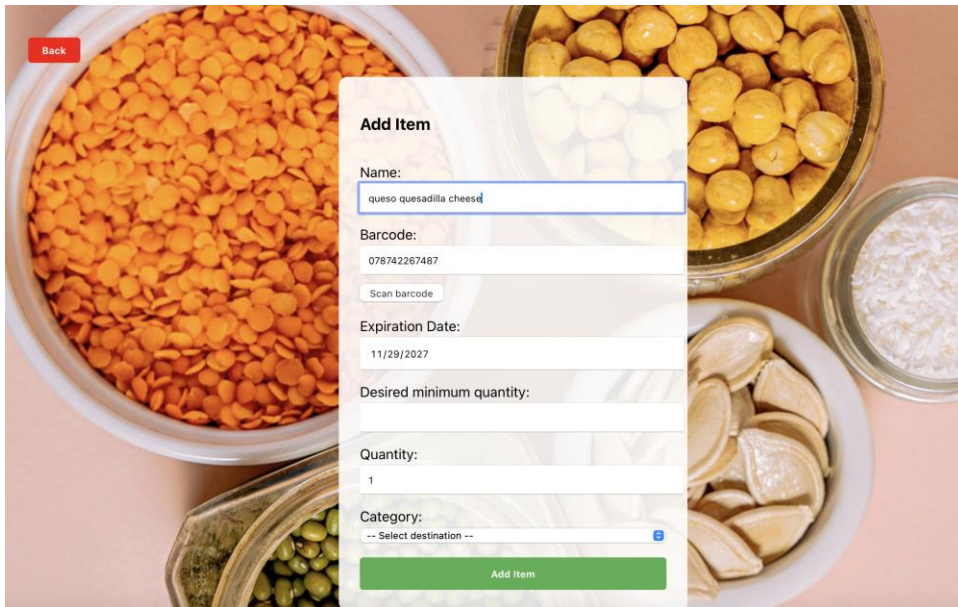 Back
Add Item
Name:
queso quesadilla cheese
Barcode:
078742267487
Scan barcode
Expiration Date:
11/29/2027
Desired minimum quantity:
Quantity:
1
Category:
-- Select destination --
Add Item